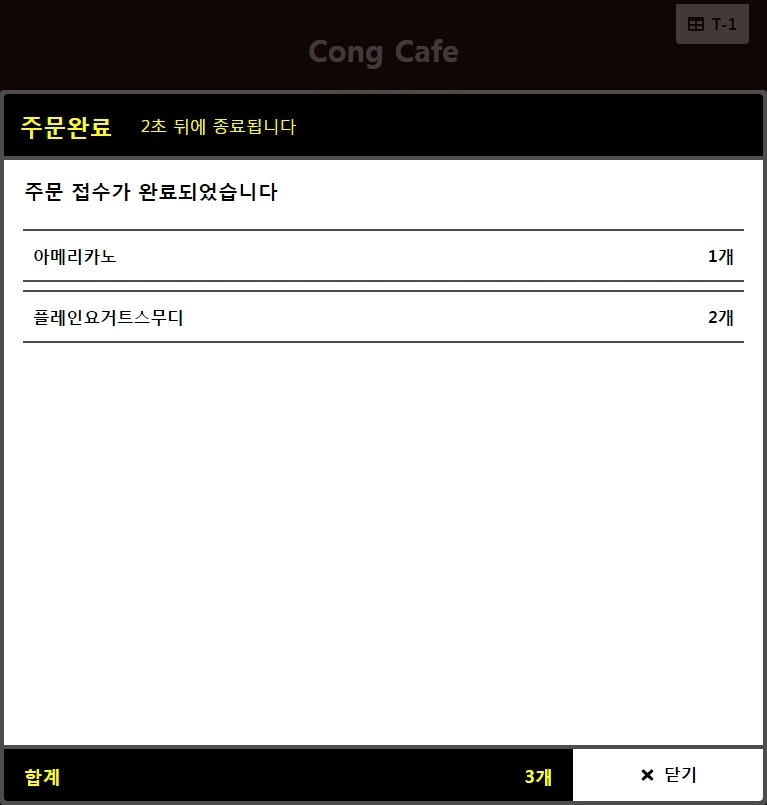 T-1
Cong Cafe
주문완료 2초 뒤에 종료됩니다
주문 접수가 완료되었습니다
아메리카노 1개
플레인요거트스무디 2개
합계 3개 닫기